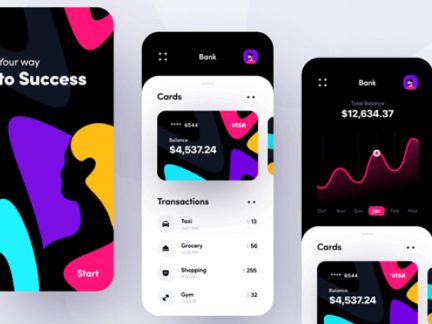 Your way
to Success
Start
Bank
Cards
•••• 6544
VISA
Balance
$4,537.24
Transactions
Taxi
$ 13
Grocery
$ 56
Shopping
$ 255
Gym
$ 32
Bank
Total Balance
$12,634.37
Oct
Nov
Dec
Jan
Feb
Mar
Cards
•••• 6544
VISA
Balance
$4,537.24